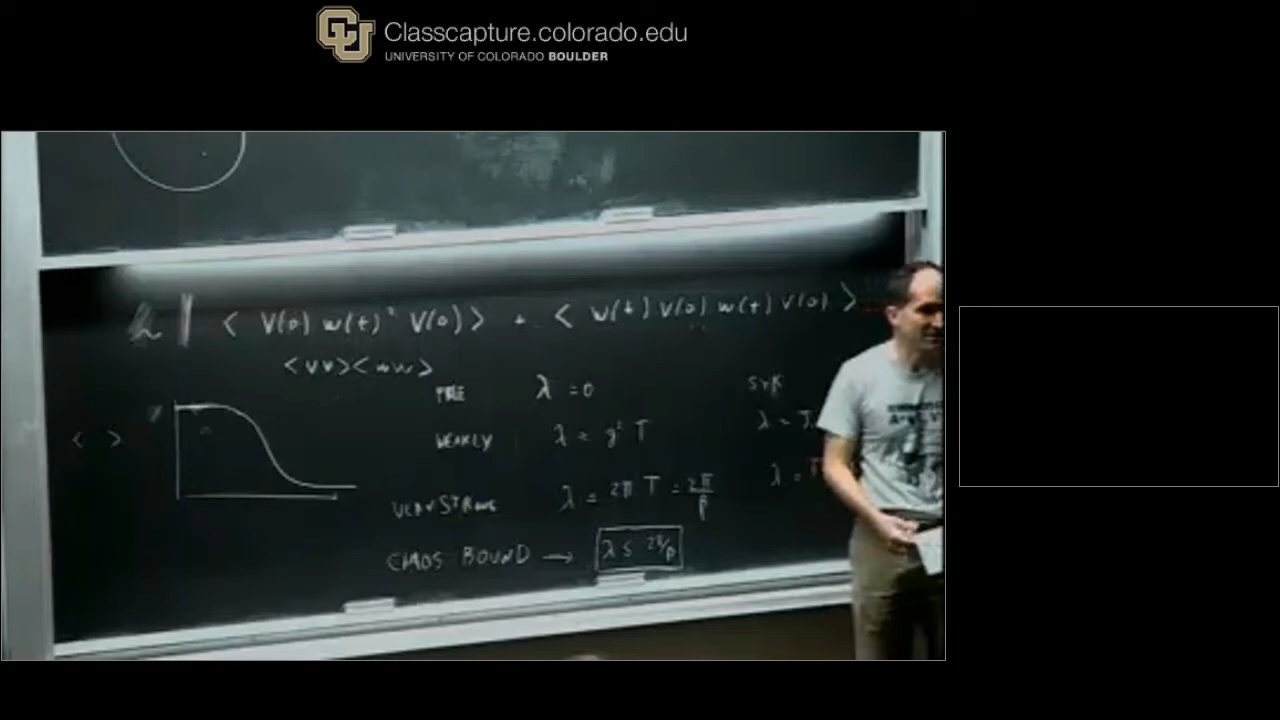 Classcapture.colorado.edu
UNIVERSITY OF COLORADO BOULDER
< V(0) W(t)² V(0) > + < W(t) V(0) W(t) V(0) >
<VV><WW>
FREE λ = 0
SYK
WEAKLY λ ≈ g² T
λ =
< >
VERY STRONG λ = 2π T = 2π/β
λ =
CHAOS BOUND → λ ≤ 2π/β